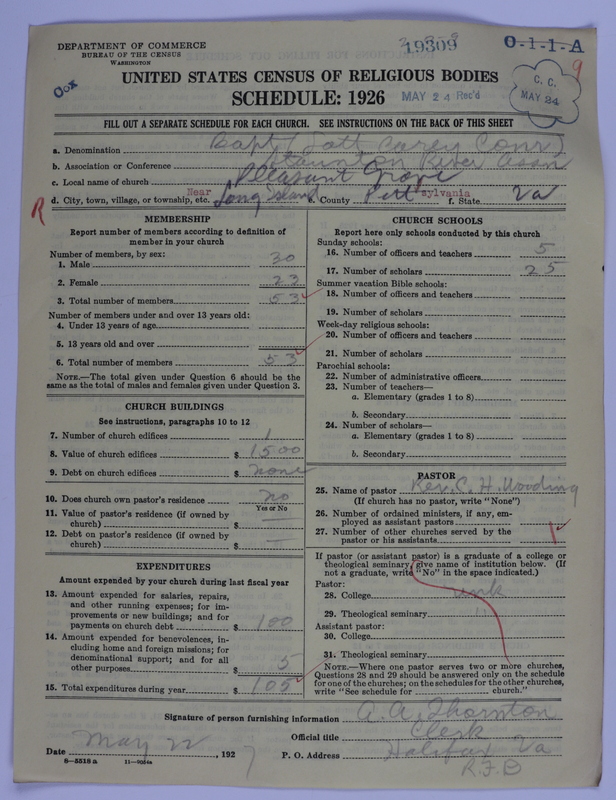 DEPARTMENT OF COMMERCE
BUREAU OF THE CENSUS
WASHINGTON
19309
O-1-1-A
9
Cox
C. C.
MAY 24
UNITED STATES CENSUS OF RELIGIOUS BODIES
SCHEDULE: 1926 MAY 24 Rec'd
FILL OUT A SEPARATE SCHEDULE FOR EACH CHURCH. SEE INSTRUCTIONS ON THE BACK OF THIS SHEET
a. Denomination Bapt (Lott Carey Conv)
b. Association or Conference Staunton River Assn
c. Local name of church Pleasant Grove
R d. City, town, village, or township, etc. Near Long Island e. County Pittsylvania f. State Va
MEMBERSHIP
Report number of members according to definition of
member in your church
Number of members, by sex:
1. Male 30
2. Female 23
3. Total number of members 53
Number of members under and over 13 years old:
4. Under 13 years of age
5. 13 years old and over
6. Total number of members 53
NOTE.—The total given under Question 6 should be the
same as the total of males and females given under Question 3.
CHURCH BUILDINGS
See instructions, paragraphs 10 to 12
7. Number of church edifices 1
8. Value of church edifices $ 1500
9. Debt on church edifices $ none
10. Does church own pastor's residence no
Yes or No
11. Value of pastor's residence (if owned by
church) $ —
12. Debt on pastor's residence (if owned by
church) $ —
EXPENDITURES
Amount expended by your church during last fiscal year
13. Amount expended for salaries, repairs,
and other running expenses; for im-
provements or new buildings; and for
payments on church debt $ 100
14. Amount expended for benevolences, in-
cluding home and foreign missions; for
denominational support; and for all
other purposes $ 5
15. Total expenditures during year $ 105
CHURCH SCHOOLS
Report here only schools conducted by this church
Sunday schools:
16. Number of officers and teachers 5
17. Number of scholars 25
Summer vacation Bible schools:
18. Number of officers and teachers
19. Number of scholars
Week-day religious schools:
20. Number of officers and teachers
21. Number of scholars
Parochial schools:
22. Number of administrative officers
23. Number of teachers—
a. Elementary (grades 1 to 8)
b. Secondary
24. Number of scholars—
a. Elementary (grades 1 to 8)
b. Secondary
PASTOR
25. Name of pastor Rev. C. H. Wooding
(If church has no pastor, write "None")
26. Number of ordained ministers, if any, em-
ployed as assistant pastors
27. Number of other churches served by the
pastor or his assistants 1
If pastor (or assistant pastor) is a graduate of a college or
theological seminary, give name of institution below. (If
not a graduate, write "No" in the space indicated.)
Pastor:
28. College unk
29. Theological seminary "
Assistant pastor:
30. College
31. Theological seminary
NOTE.—Where one pastor serves two or more churches,
Questions 28 and 29 should be answered only on the schedule
for one of the churches; on the schedules for the other churches,
write "See schedule for church."
Signature of person furnishing information A. A. Thornton
Official title Clerk
Date May 22, 1927 P. O. Address Halifax Va
8—5518 a 11—9054a